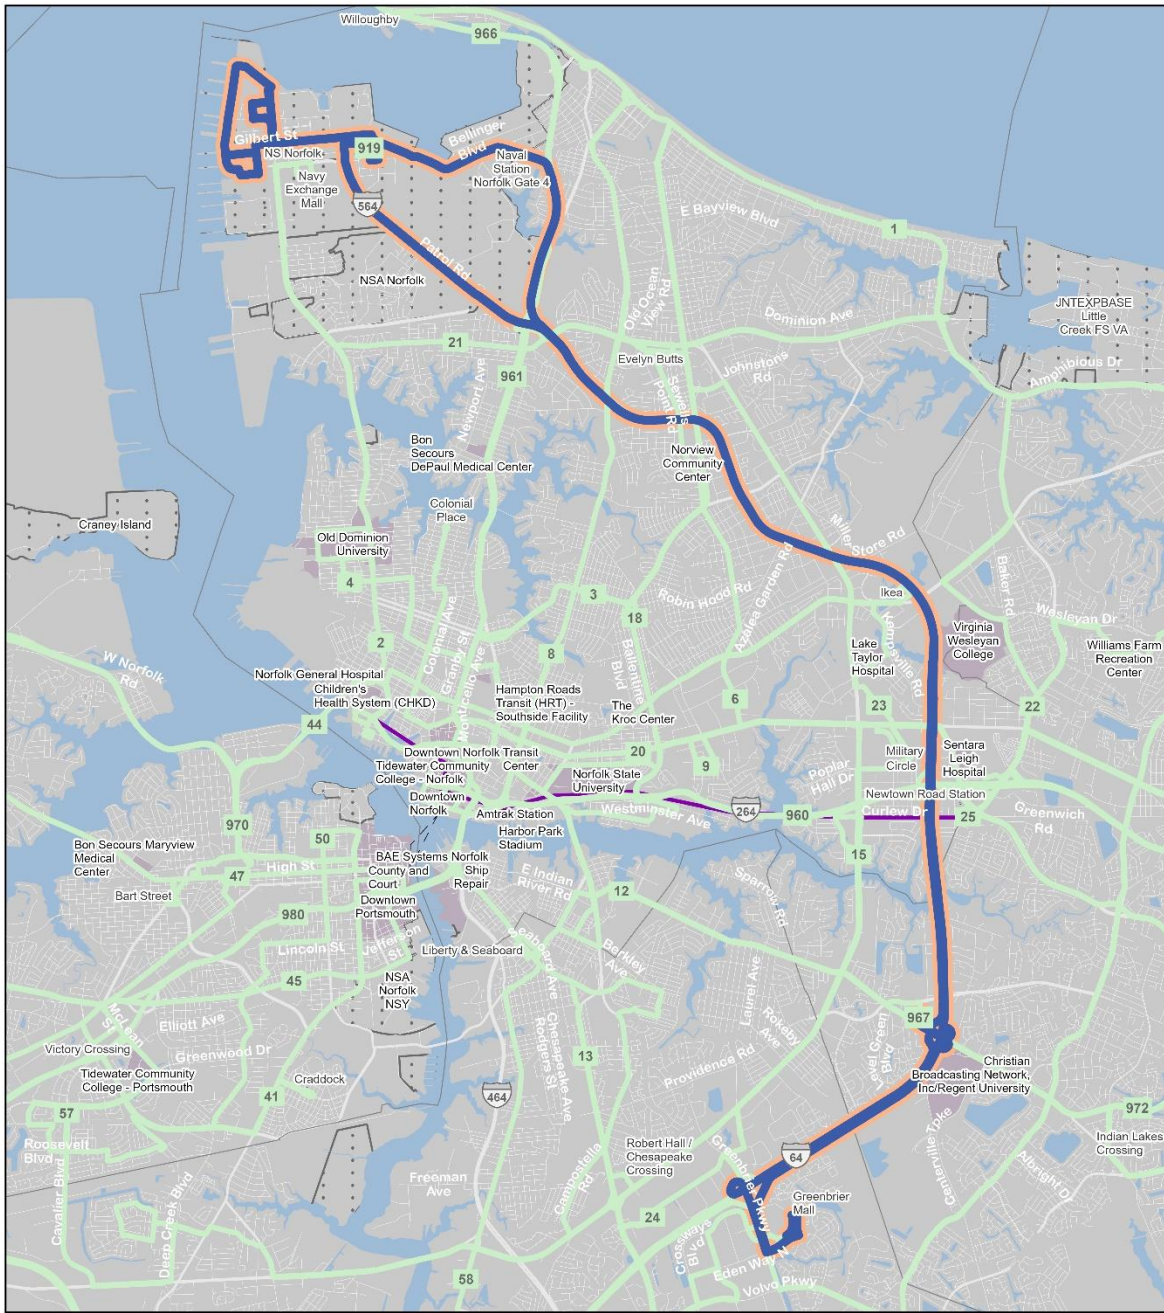 Willoughby
966
Gilbert St
Bellinger
Blvd
919
NS Norfolk
Naval
Station
Norfolk Gate 4
Navy
Exchange
Mall
564
E Bayview Blvd
1
Patrol Rd
NSA Norfolk
Old Ocean
View Rd
JNTEXPBASE
Little
Creek FS VA
Dominion Ave
21
Evelyn Butts
Johnstons
Rd
Amphibious Dr
961
Newport Ave
Sewells
Point Rd
Bon
Secours
DePaul Medical Center
Norview
Community
Center
Colonial
Place
Craney Island
Old Dominion
University
Miller
Store Rd
4
3
Robin Hood Rd
Azalea Garden Rd
Ikea
Baker Rd
Wesleyan Dr
18
Colonial Ave
Granby St
Monticello Ave
2
8
Ballentine
Blvd
Kempsville Rd
Virginia
Wesleyan
College
Lake
Taylor
Hospital
Williams Farm
Recreation
Center
W Norfolk
Rd
Norfolk General Hospital
Children's
Health System (CHKD)
Hampton Roads
Transit (HRT) -
Southside Facility
The
Kroc Center
6
23
22
44
20
9
Military
Circle
Sentara
Leigh
Hospital
Downtown Norfolk Transit
Center
Tidewater Community
College - Norfolk
Norfolk State
University
Poplar
Hall Dr
Newtown Road Station
Downtown
Norfolk
Amtrak Station
Westminster Ave
264
960
Curlew Dr
25
Greenwich
Rd
970
50
Harbor Park
Stadium
15
Bon Secours Maryview
Medical
Center
High St
47
BAE Systems Norfolk
Ship
Repair
County and
Court
E Indian
River Rd
12
Sparrow Rd
Bart Street
980
Downtown
Portsmouth
Lincoln St
Jefferson
St
Liberty & Seaboard
Seaboard Ave
Berkley
Ave
Laurel Ave
45
NSA
Norfolk
NSY
McLean
St
Elliott Ave
Rokeby
Ave
Level Green
Blvd
967
Victory Crossing
Greenwood Dr
Chesapeake Ave
Rodgers St
13
Providence Rd
Christian
Broadcasting Network,
Inc/Regent University
Tidewater Community
College - Portsmouth
Craddock
41
464
57
972
Centerville Tpke
Roosevelt
Blvd
Robert Hall /
Chesapeake
Crossing
Greenbrier Pkwy
64
Indian Lakes
Crossing
Albright Dr
Cavalier Blvd
Deep Creek Blvd
Freeman
Ave
Campostella
Rd
Greenbrier
Mall
24
Crossways
Blvd
Eden Way N
58
Volvo Pkwy